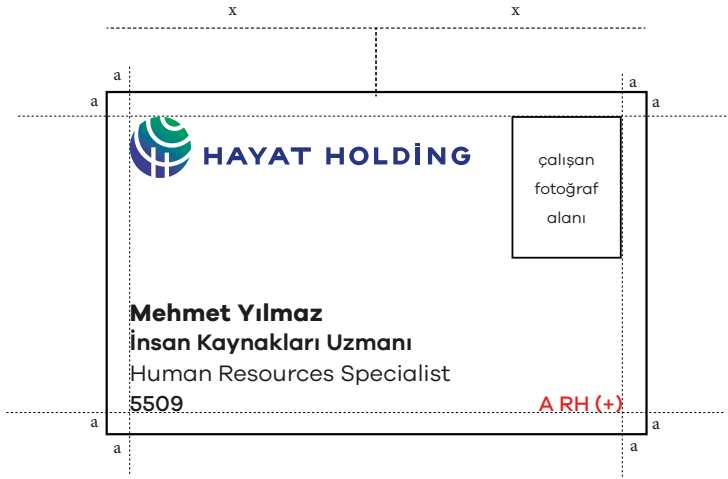 x x
a a
a a
HAYAT HOLDİNG
çalışan
fotoğraf
alanı
Mehmet Yılmaz
İnsan Kaynakları Uzmanı
Human Resources Specialist
5509 A RH (+)
a a
a a